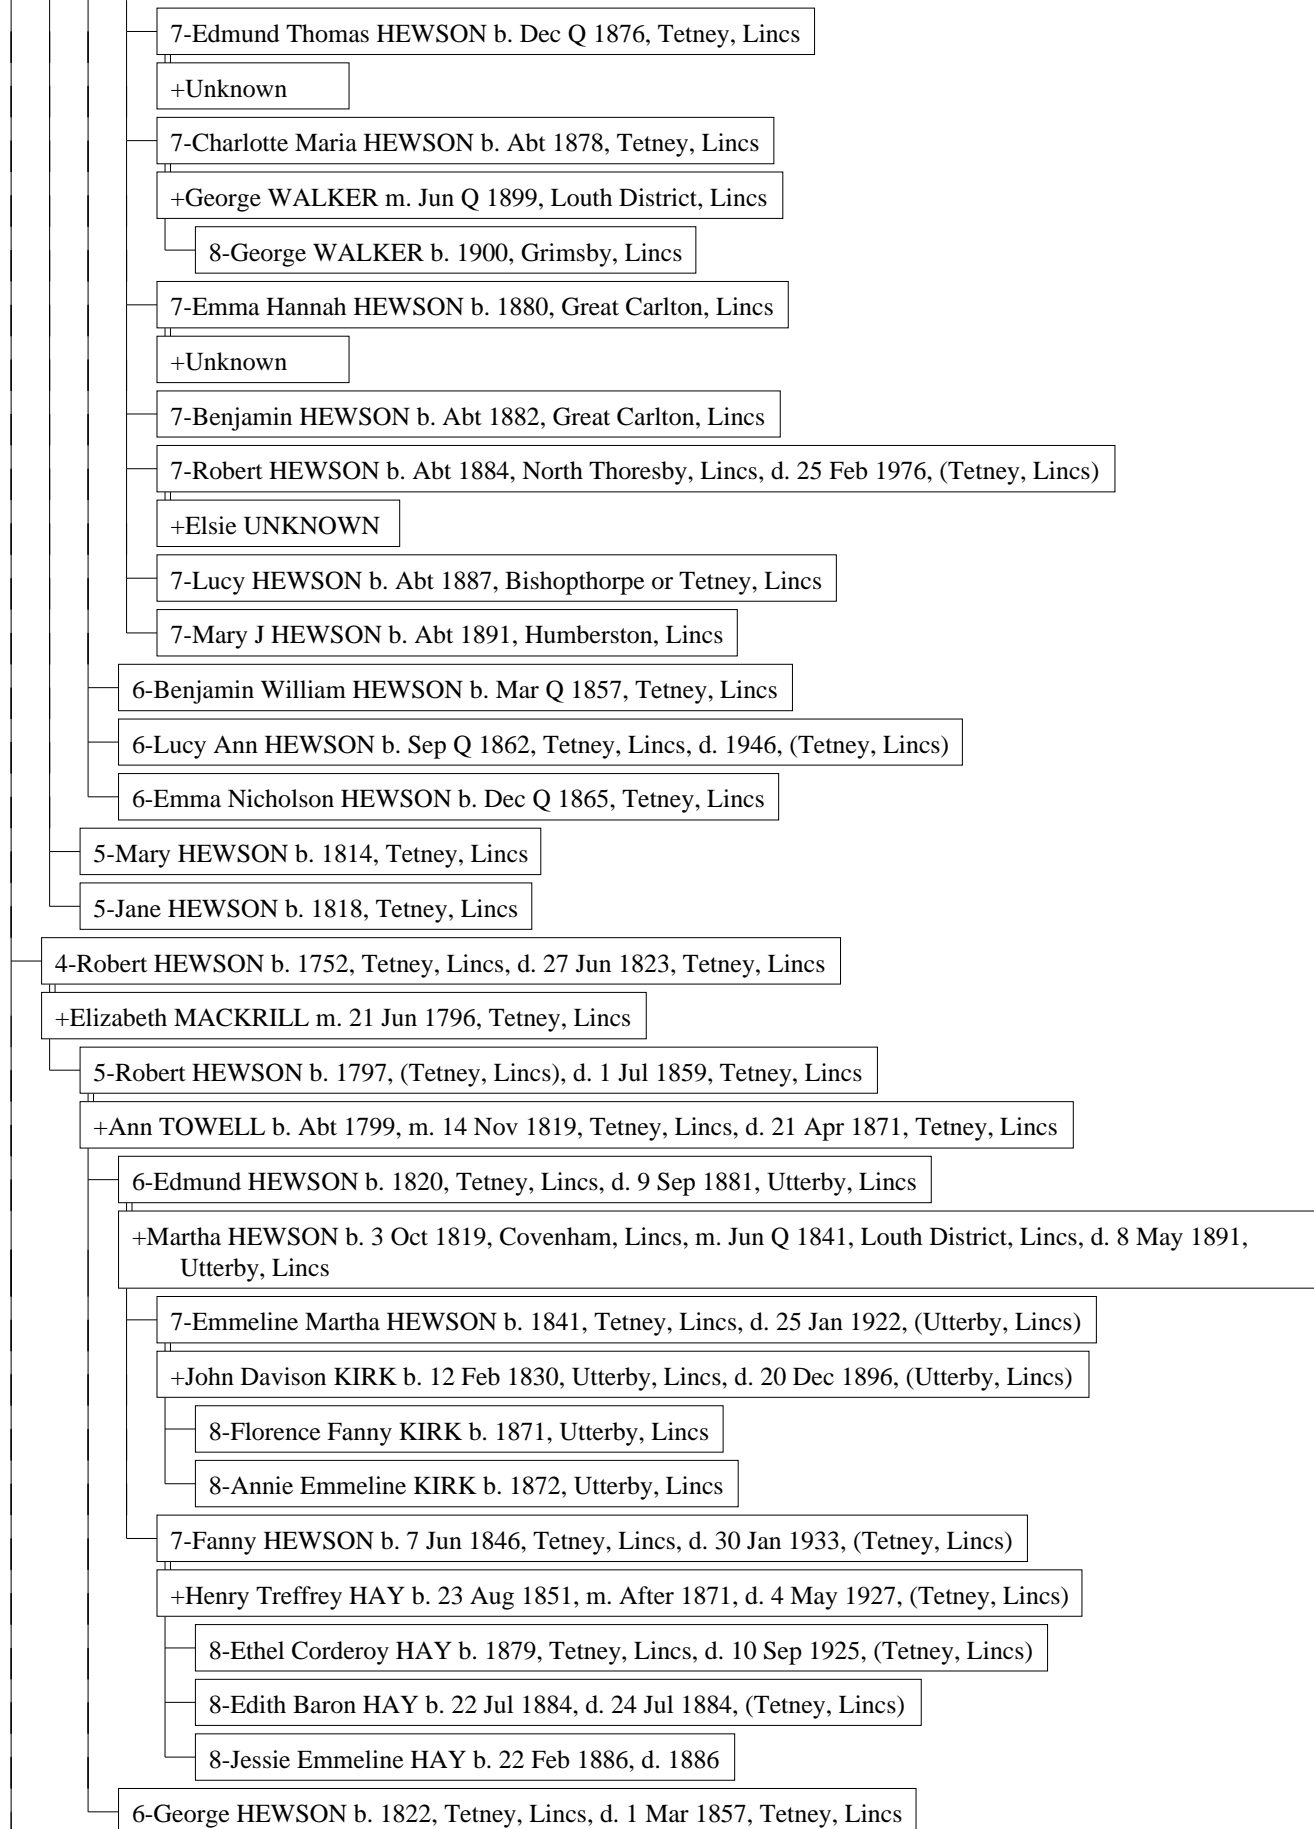 7-Edmund Thomas HEWSON b. Dec Q 1876, Tetney, Lincs
+Unknown
7-Charlotte Maria HEWSON b. Abt 1878, Tetney, Lincs
+George WALKER m. Jun Q 1899, Louth District, Lincs
8-George WALKER b. 1900, Grimsby, Lincs
7-Emma Hannah HEWSON b. 1880, Great Carlton, Lincs
+Unknown
7-Benjamin HEWSON b. Abt 1882, Great Carlton, Lincs
7-Robert HEWSON b. Abt 1884, North Thoresby, Lincs, d. 25 Feb 1976, (Tetney, Lincs)
+Elsie UNKNOWN
7-Lucy HEWSON b. Abt 1887, Bishopthorpe or Tetney, Lincs
7-Mary J HEWSON b. Abt 1891, Humberston, Lincs
6-Benjamin William HEWSON b. Mar Q 1857, Tetney, Lincs
6-Lucy Ann HEWSON b. Sep Q 1862, Tetney, Lincs, d. 1946, (Tetney, Lincs)
6-Emma Nicholson HEWSON b. Dec Q 1865, Tetney, Lincs
5-Mary HEWSON b. 1814, Tetney, Lincs
5-Jane HEWSON b. 1818, Tetney, Lincs
4-Robert HEWSON b. 1752, Tetney, Lincs, d. 27 Jun 1823, Tetney, Lincs
+Elizabeth MACKRILL m. 21 Jun 1796, Tetney, Lincs
5-Robert HEWSON b. 1797, (Tetney, Lincs), d. 1 Jul 1859, Tetney, Lincs
+Ann TOWELL b. Abt 1799, m. 14 Nov 1819, Tetney, Lincs, d. 21 Apr 1871, Tetney, Lincs
6-Edmund HEWSON b. 1820, Tetney, Lincs, d. 9 Sep 1881, Utterby, Lincs
+Martha HEWSON b. 3 Oct 1819, Covenham, Lincs, m. Jun Q 1841, Louth District, Lincs, d. 8 May 1891,
Utterby, Lincs
7-Emmeline Martha HEWSON b. 1841, Tetney, Lincs, d. 25 Jan 1922, (Utterby, Lincs)
+John Davison KIRK b. 12 Feb 1830, Utterby, Lincs, d. 20 Dec 1896, (Utterby, Lincs)
8-Florence Fanny KIRK b. 1871, Utterby, Lincs
8-Annie Emmeline KIRK b. 1872, Utterby, Lincs
7-Fanny HEWSON b. 7 Jun 1846, Tetney, Lincs, d. 30 Jan 1933, (Tetney, Lincs)
+Henry Treffrey HAY b. 23 Aug 1851, m. After 1871, d. 4 May 1927, (Tetney, Lincs)
8-Ethel Corderoy HAY b. 1879, Tetney, Lincs, d. 10 Sep 1925, (Tetney, Lincs)
8-Edith Baron HAY b. 22 Jul 1884, d. 24 Jul 1884, (Tetney, Lincs)
8-Jessie Emmeline HAY b. 22 Feb 1886, d. 1886
6-George HEWSON b. 1822, Tetney, Lincs, d. 1 Mar 1857, Tetney, Lincs